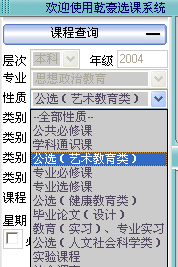 欢迎使用乾豪选课系统
课程查询
层次 本科 年级 2004
专业 思想政治教育
性质 公选（艺术教育类）
类别 --全部性质--
类别 公共必修课
类别 学科通识课
类别 公选（艺术教育类）
类别 专业必修课
专业选修课
课程 公选（健康教育类）
毕业论文（设计）
星期 教育（实习）、专业实习
公选（人文社会科学类）
实验课程